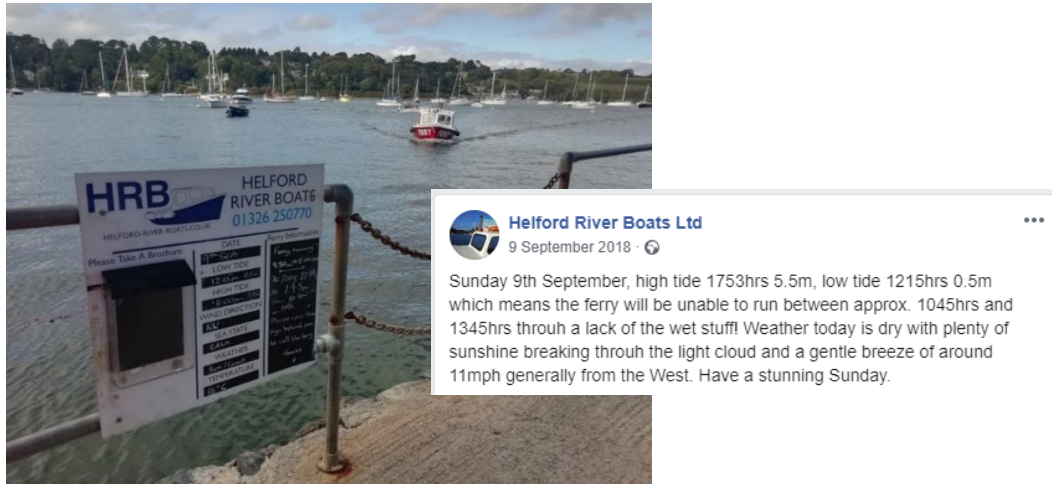 HRB
HELFORD
RIVER BOATS
01326 250770
HELFORD-RIVER-BOATS.CO.UK
Please Take A Brochure
DATE
LOW TIDE
HIGH TIDE
WIND DIRECTION
SEA STATE
CALM
WEATHER
TEMPERATURE
Ferry Information
FERRY
Helford River Boats Ltd
9 September 2018 ·
Sunday 9th September, high tide 1753hrs 5.5m, low tide 1215hrs 0.5m
which means the ferry will be unable to run between approx. 1045hrs and
1345hrs throuh a lack of the wet stuff! Weather today is dry with plenty of
sunshine breaking throuh the light cloud and a gentle breeze of around
11mph generally from the West. Have a stunning Sunday.